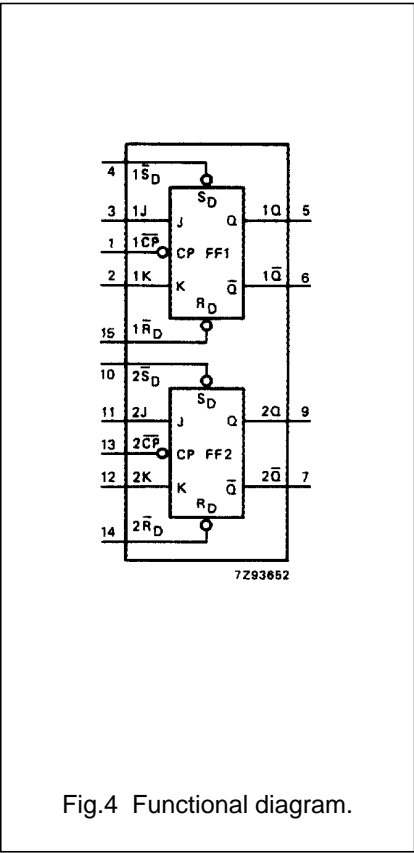 4 1S̅D
SD
3 1J J Q 1Q 5
1 1C̅P̅ CP FF1
2 1K K Q̅ 1Q̅ 6
RD
15 1R̅D
10 2S̅D
SD
11 2J J Q 2Q 9
13 2C̅P̅ CP FF2
12 2K K Q̅ 2Q̅ 7
RD
14 2R̅D
7Z93652
Fig.4 Functional diagram.